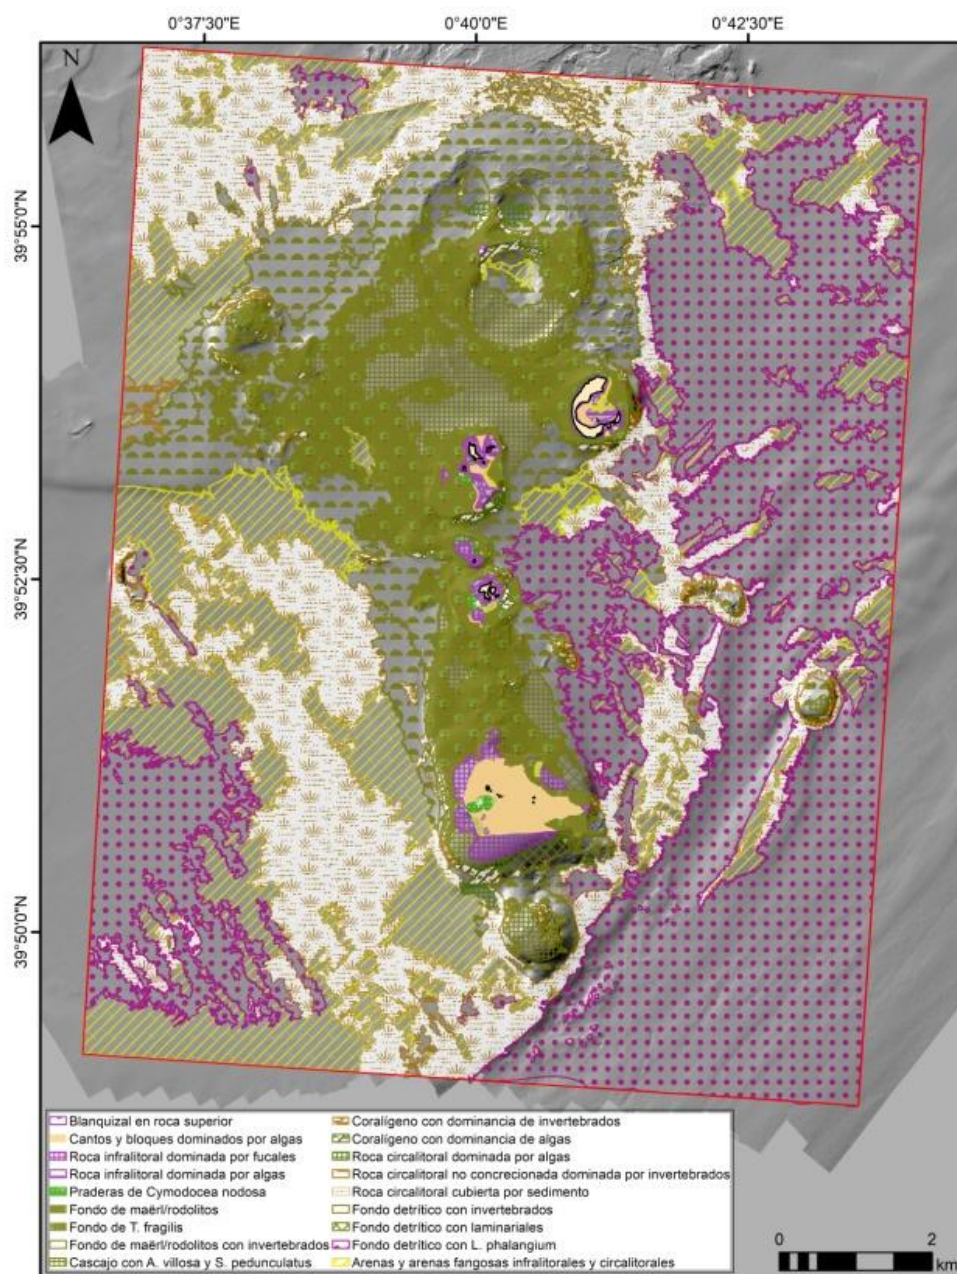 0°37'30"E 0°40'0"E 0°42'30"E
N
39°55'0"N
39°52'30"N
39°50'0"N
Blanquizal en roca superior
Cantos y bloques dominados por algas
Roca infralitoral dominada por fucales
Roca infralitoral dominada por algas
Praderas de Cymodocea nodosa
Fondo de maërl/rodolitos
Fondo de T. fragilis
Fondo de maërl/rodolitos con invertebrados
Cascajo con A. villosa y S. pedunculatus
Coralígeno con dominancia de invertebrados
Coralígeno con dominancia de algas
Roca circalitoral dominada por algas
Roca circalitoral no concrecionada dominada por invertebrados
Roca circalitoral cubierta por sedimento
Fondo detrítico con invertebrados
Fondo detrítico con laminariales
Fondo detrítico con L. phalangium
Arenas y arenas fangosas infralitorales y circalitorales
0 2
km